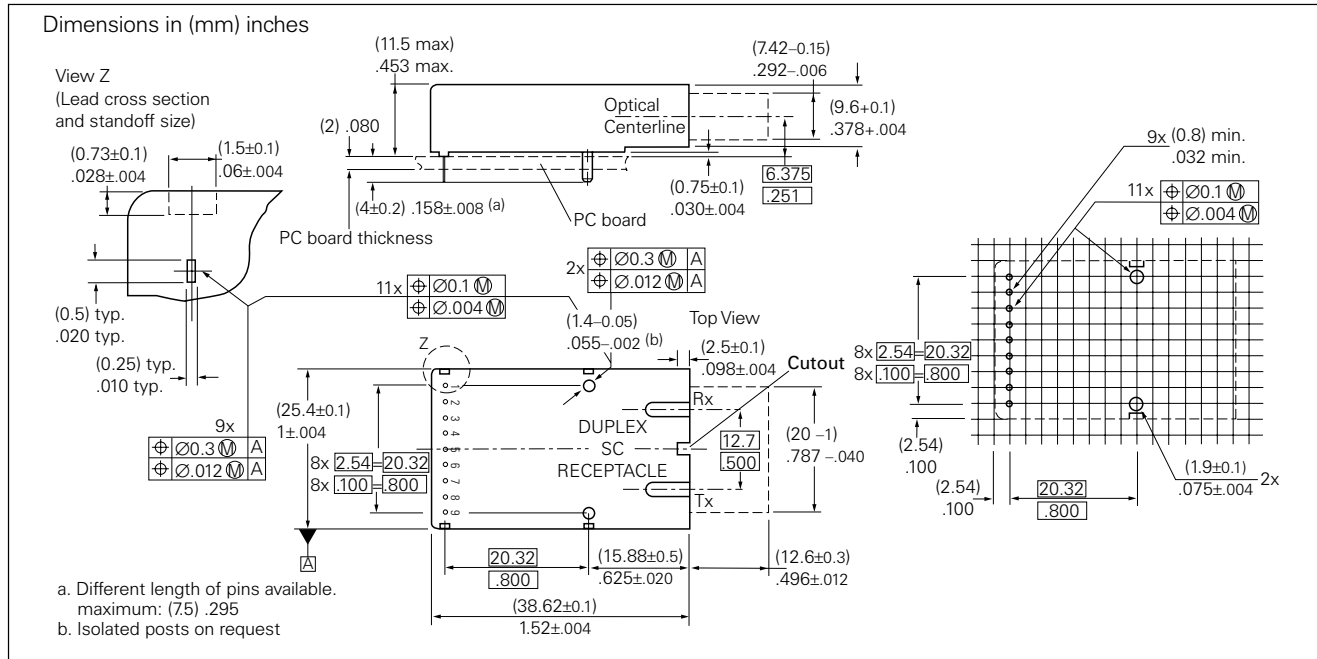 Dimensions in (mm) inches
View Z
(Lead cross section
and standoff size)
(0.73±0.1)
.028±.004
(1.5±0.1)
.06±.004
(0.5) typ.
.020 typ.
(0.25) typ.
.010 typ.
(11.5 max)
.453 max.
(2) .080
(4±0.2) .158±.008 (a)
PC board thickness
PC board
Optical
Centerline
(7.42–0.15)
.292–.006
(9.6+0.1)
.378+.004
(0.75±0.1)
.030±.004
6.375
.251
11x ⌖ Ø0.1 Ⓜ
⌖ Ø.004 Ⓜ
2x ⌖ Ø0.3 Ⓜ A
⌖ Ø.012 Ⓜ A
9x
⌖ Ø0.3 Ⓜ A
⌖ Ø.012 Ⓜ A
(1.4–0.05)
.055–.002 (b)
Top View
(2.5±0.1)
.098±.004
Cutout
Z
(25.4±0.1)
1±.004
8x 2.54=20.32
8x .100=.800
1
2
3
4
5
6
7
8
9
Rx
DUPLEX
SC
RECEPTACLE
Tx
12.7
.500
(20 –1)
.787 –.040
A
20.32
.800
(15.88±0.5)
.625±.020
(12.6±0.3)
.496±.012
(38.62±0.1)
1.52±.004
9x (0.8) min.
.032 min.
11x ⌖ Ø0.1 Ⓜ
⌖ Ø.004 Ⓜ
8x 2.54=20.32
8x .100=.800
(2.54)
.100
(2.54)
.100
20.32
.800
(1.9±0.1)
.075±.004 2x
a. Different length of pins available.
maximum: (7.5) .295
b. Isolated posts on request